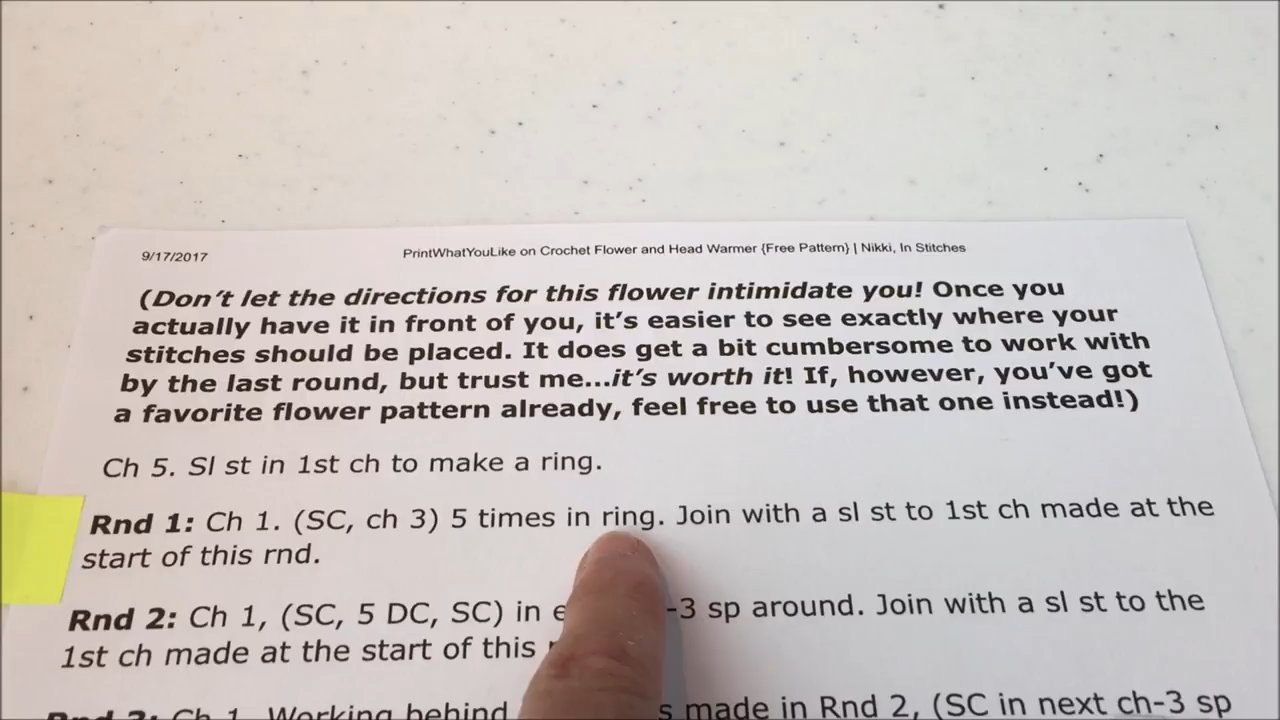 9/17/2017 PrintWhatYouLike on Crochet Flower and Head Warmer {Free Pattern} | Nikki, In Stitches
(Don't let the directions for this flower intimidate you! Once you
actually have it in front of you, it's easier to see exactly where your
stitches should be placed. It does get a bit cumbersome to work with
by the last round, but trust me...it's worth it! If, however, you've got
a favorite flower pattern already, feel free to use that one instead!)
Ch 5. Sl st in 1st ch to make a ring.
Rnd 1: Ch 1. (SC, ch 3) 5 times in ring. Join with a sl st to 1st ch made at the
start of this rnd.
Rnd 2: Ch 1, (SC, 5 DC, SC) in -3 sp around. Join with a sl st to the
1st ch made at the start of this
Rnd 3: Ch 1. Working behind made in Rnd 2, (SC in next ch-3 sp